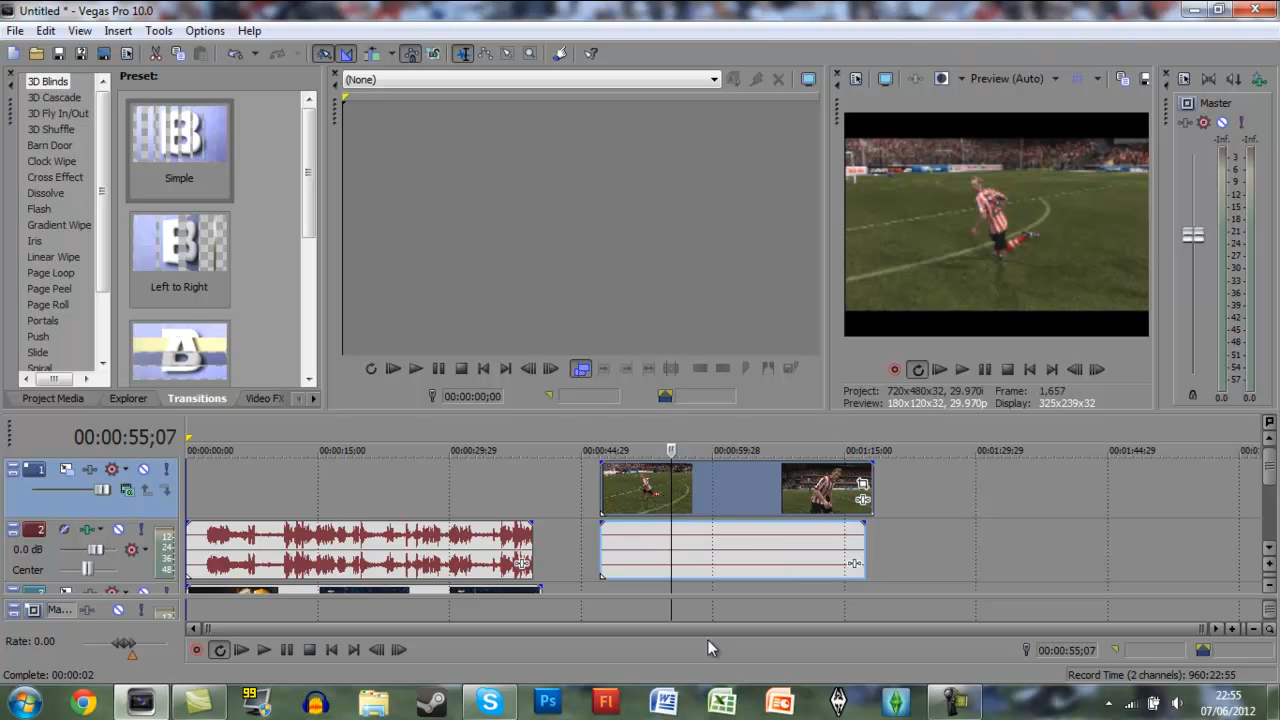 Untitled * - Vegas Pro 10.0
File Edit View Insert Tools Options Help
3D Blinds
3D Cascade
3D Fly In/Out
3D Shuffle
Barn Door
Clock Wipe
Cross Effect
Dissolve
Flash
Gradient Wipe
Iris
Linear Wipe
Page Loop
Page Peel
Page Roll
Portals
Push
Slide
Spiral
Preset:
Simple
Left to Right
Project Media Explorer Transitions Video FX
(None)
00:00:00;00
Preview (Auto)
Project: 720x480x32, 29.970i Frame: 1,657
Preview: 180x120x32, 29.970p Display: 325x239x32
Master
-Inf. -Inf.
3
6
9
12
15
18
21
24
27
30
33
36
39
42
45
48
51
54
57
0.0 0.0
00:00:55;07
00:00:00;00 00:00:15;00 00:00:29;29 00:00:44;29 00:00:59;28 00:01:15;00 00:01:29;29 00:01:44;29 00:0
1
2
0.0 dB
Center
12
24
36
48
Ma...
Rate: 0.00
00:00:55;07
Complete: 00:00:02
Record Time (2 channels): 960:22:55
99
Ps
Fl
22:55
07/06/2012